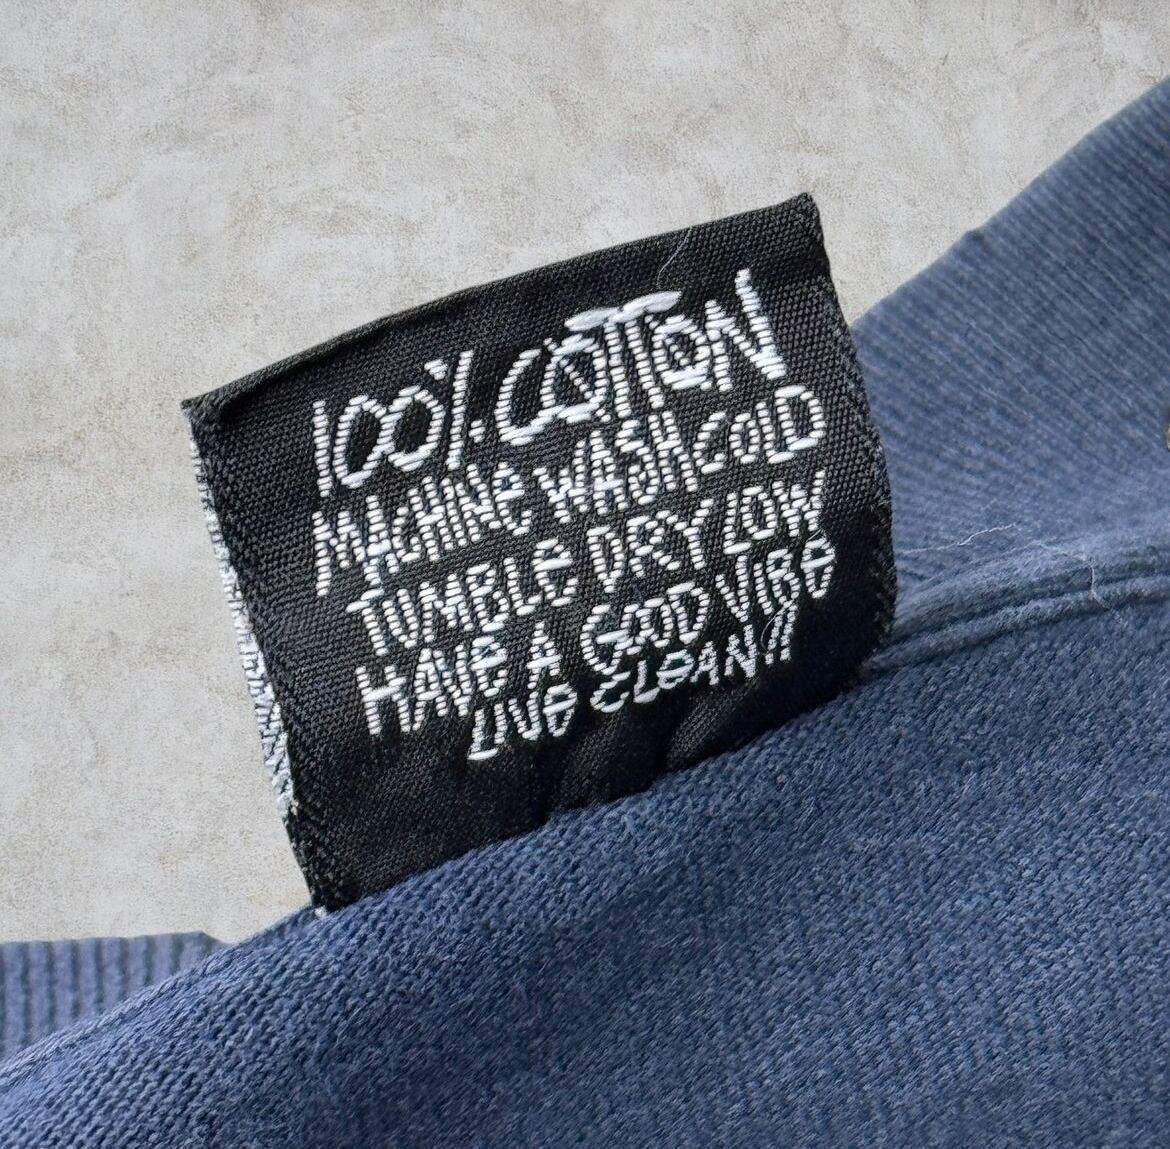 100% COTTON
MACHINE WASH COLD
TUMBLE DRY LOW
HAVE A GOOD VIBE
LIVE CLEAN!!